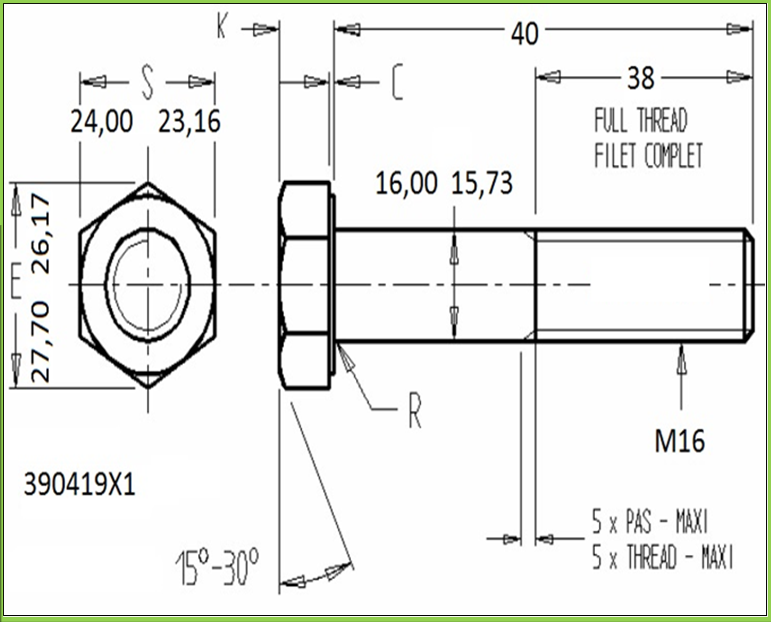 K
40
S
C
38
24,00 23,16
FULL THREAD
FILET COMPLET
16,00 15,73
E
27,70 26,17
R
M16
390419X1
5 x PAS - MAXI
5 x THREAD - MAXI
15°-30°